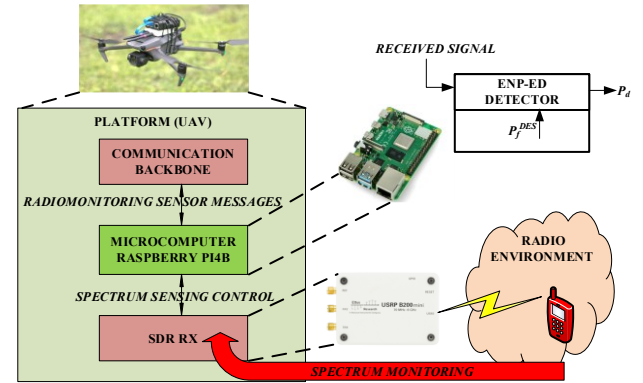 RECEIVED SIGNAL
ENP-ED
DETECTOR
P_d
P_f^DES
PLATFORM (UAV)
COMMUNICATION
BACKBONE
RADIOMONITORING SENSOR MESSAGES
MICROCOMPUTER
RASPBERRY PI4B
SPECTRUM SENSING CONTROL
SDR RX
USRP B200mini
RADIO
ENVIRONMENT
SPECTRUM MONITORING